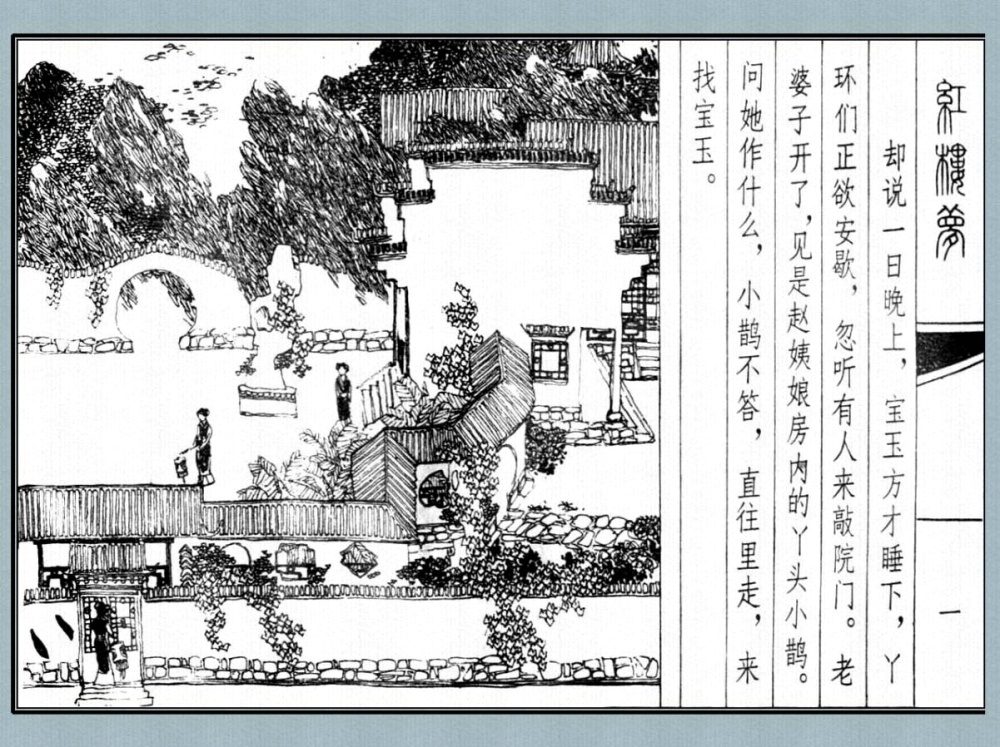 紅樓夢
一
却说一日晚上，宝玉方才睡下，丫
环们正欲安歇，忽听有人来敲院门。老
婆子开了，见是赵姨娘房内的丫头小鹊。
问她作什么，小鹊不答，直往里走，来
找宝玉。